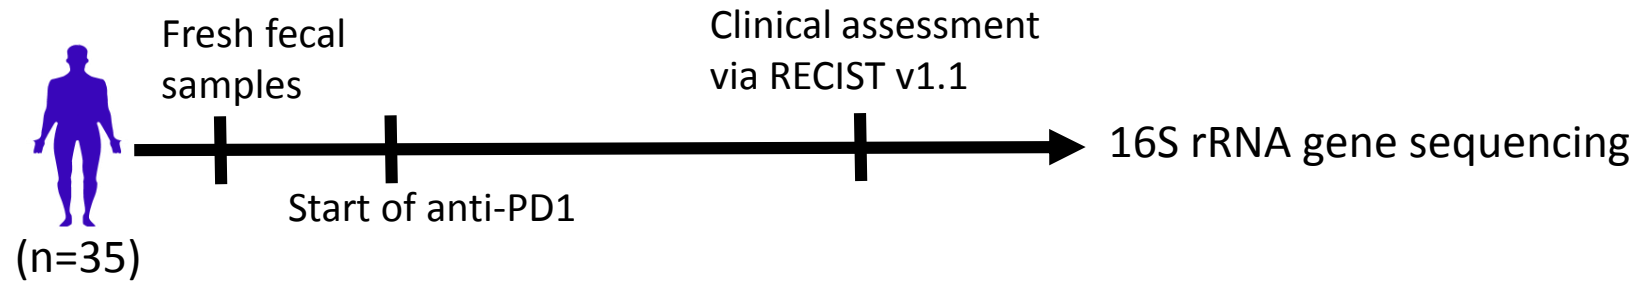 Fresh fecal
samples
Clinical assessment
via RECIST v1.1
16S rRNA gene sequencing
Start of anti-PD1
(n=35)